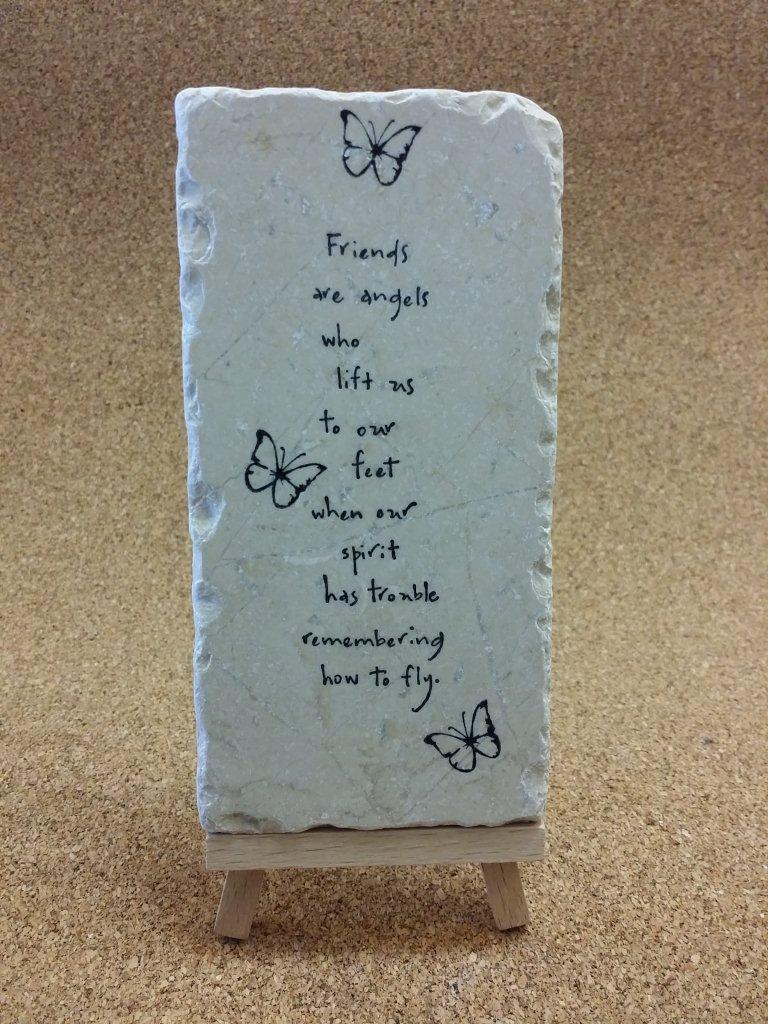 Friends
are angels
who
lift us
to our
feet
when our
spirit
has trouble
remembering
how to fly.